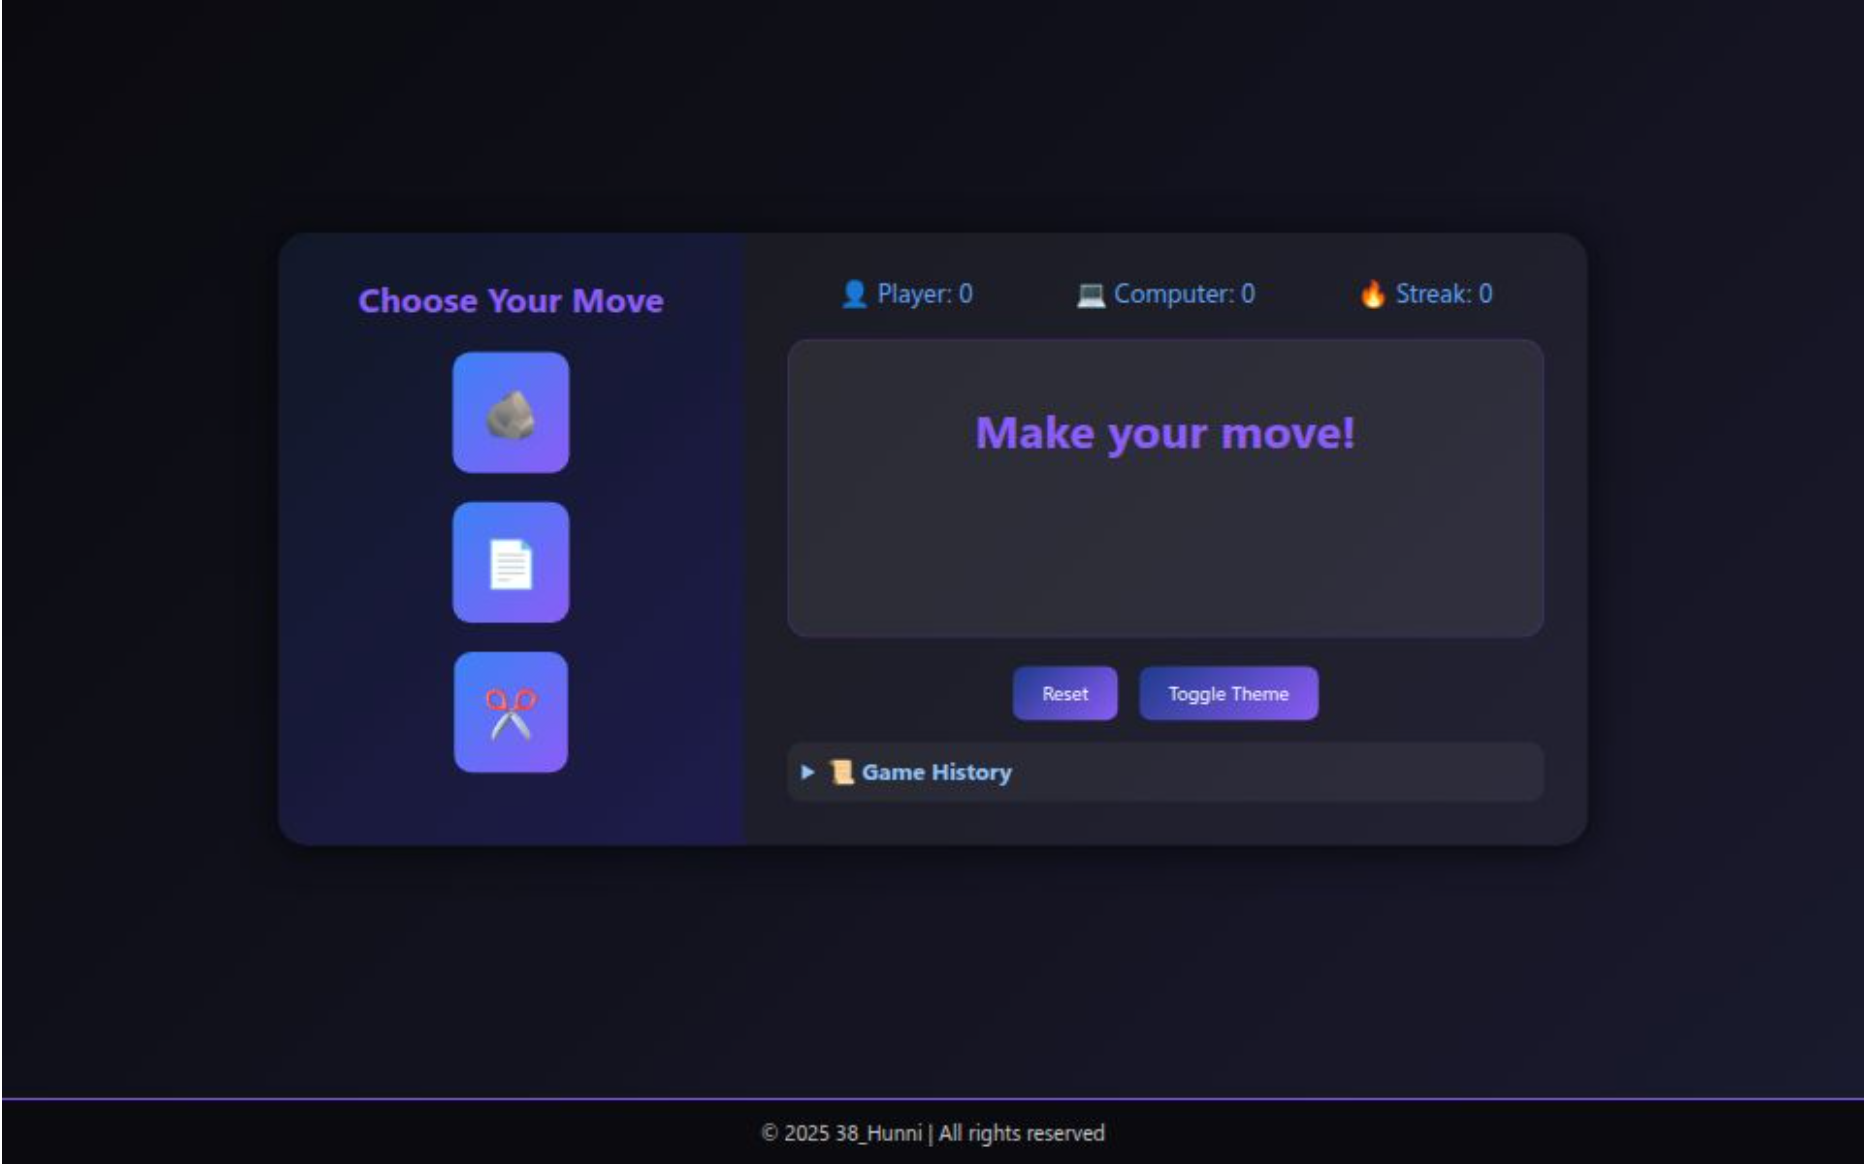 Choose Your Move
👤 Player: 0
💻 Computer: 0
🔥 Streak: 0
Make your move!
Reset
Toggle Theme
▶ 📜 Game History
© 2025 38_Hunni | All rights reserved